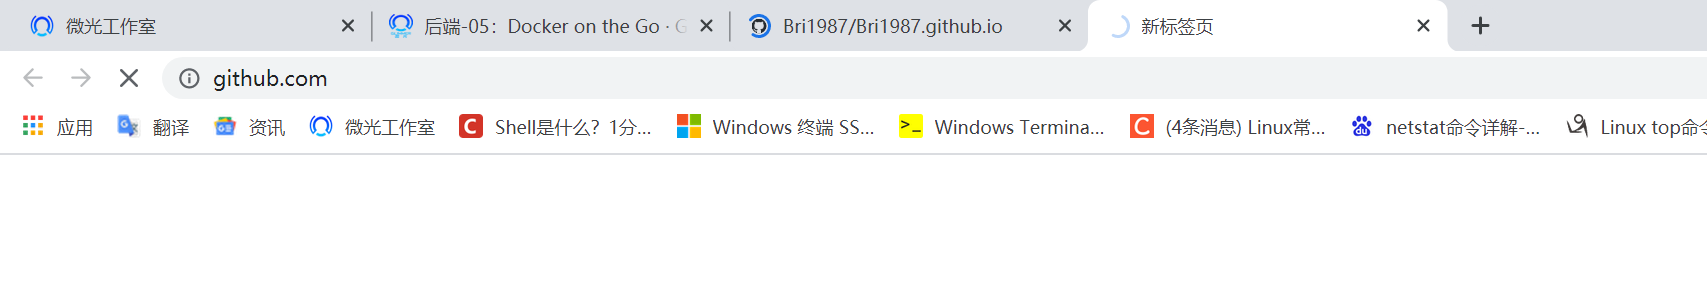 微光工作室 后端-05：Docker on the Go · G Bri1987/Bri1987.github.io 新标签页
github.com
应用 翻译 资讯 微光工作室 Shell是什么？1分... Windows 终端 SS... Windows Termina... (4条消息) Linux常... netstat命令详解-... Linux top命令